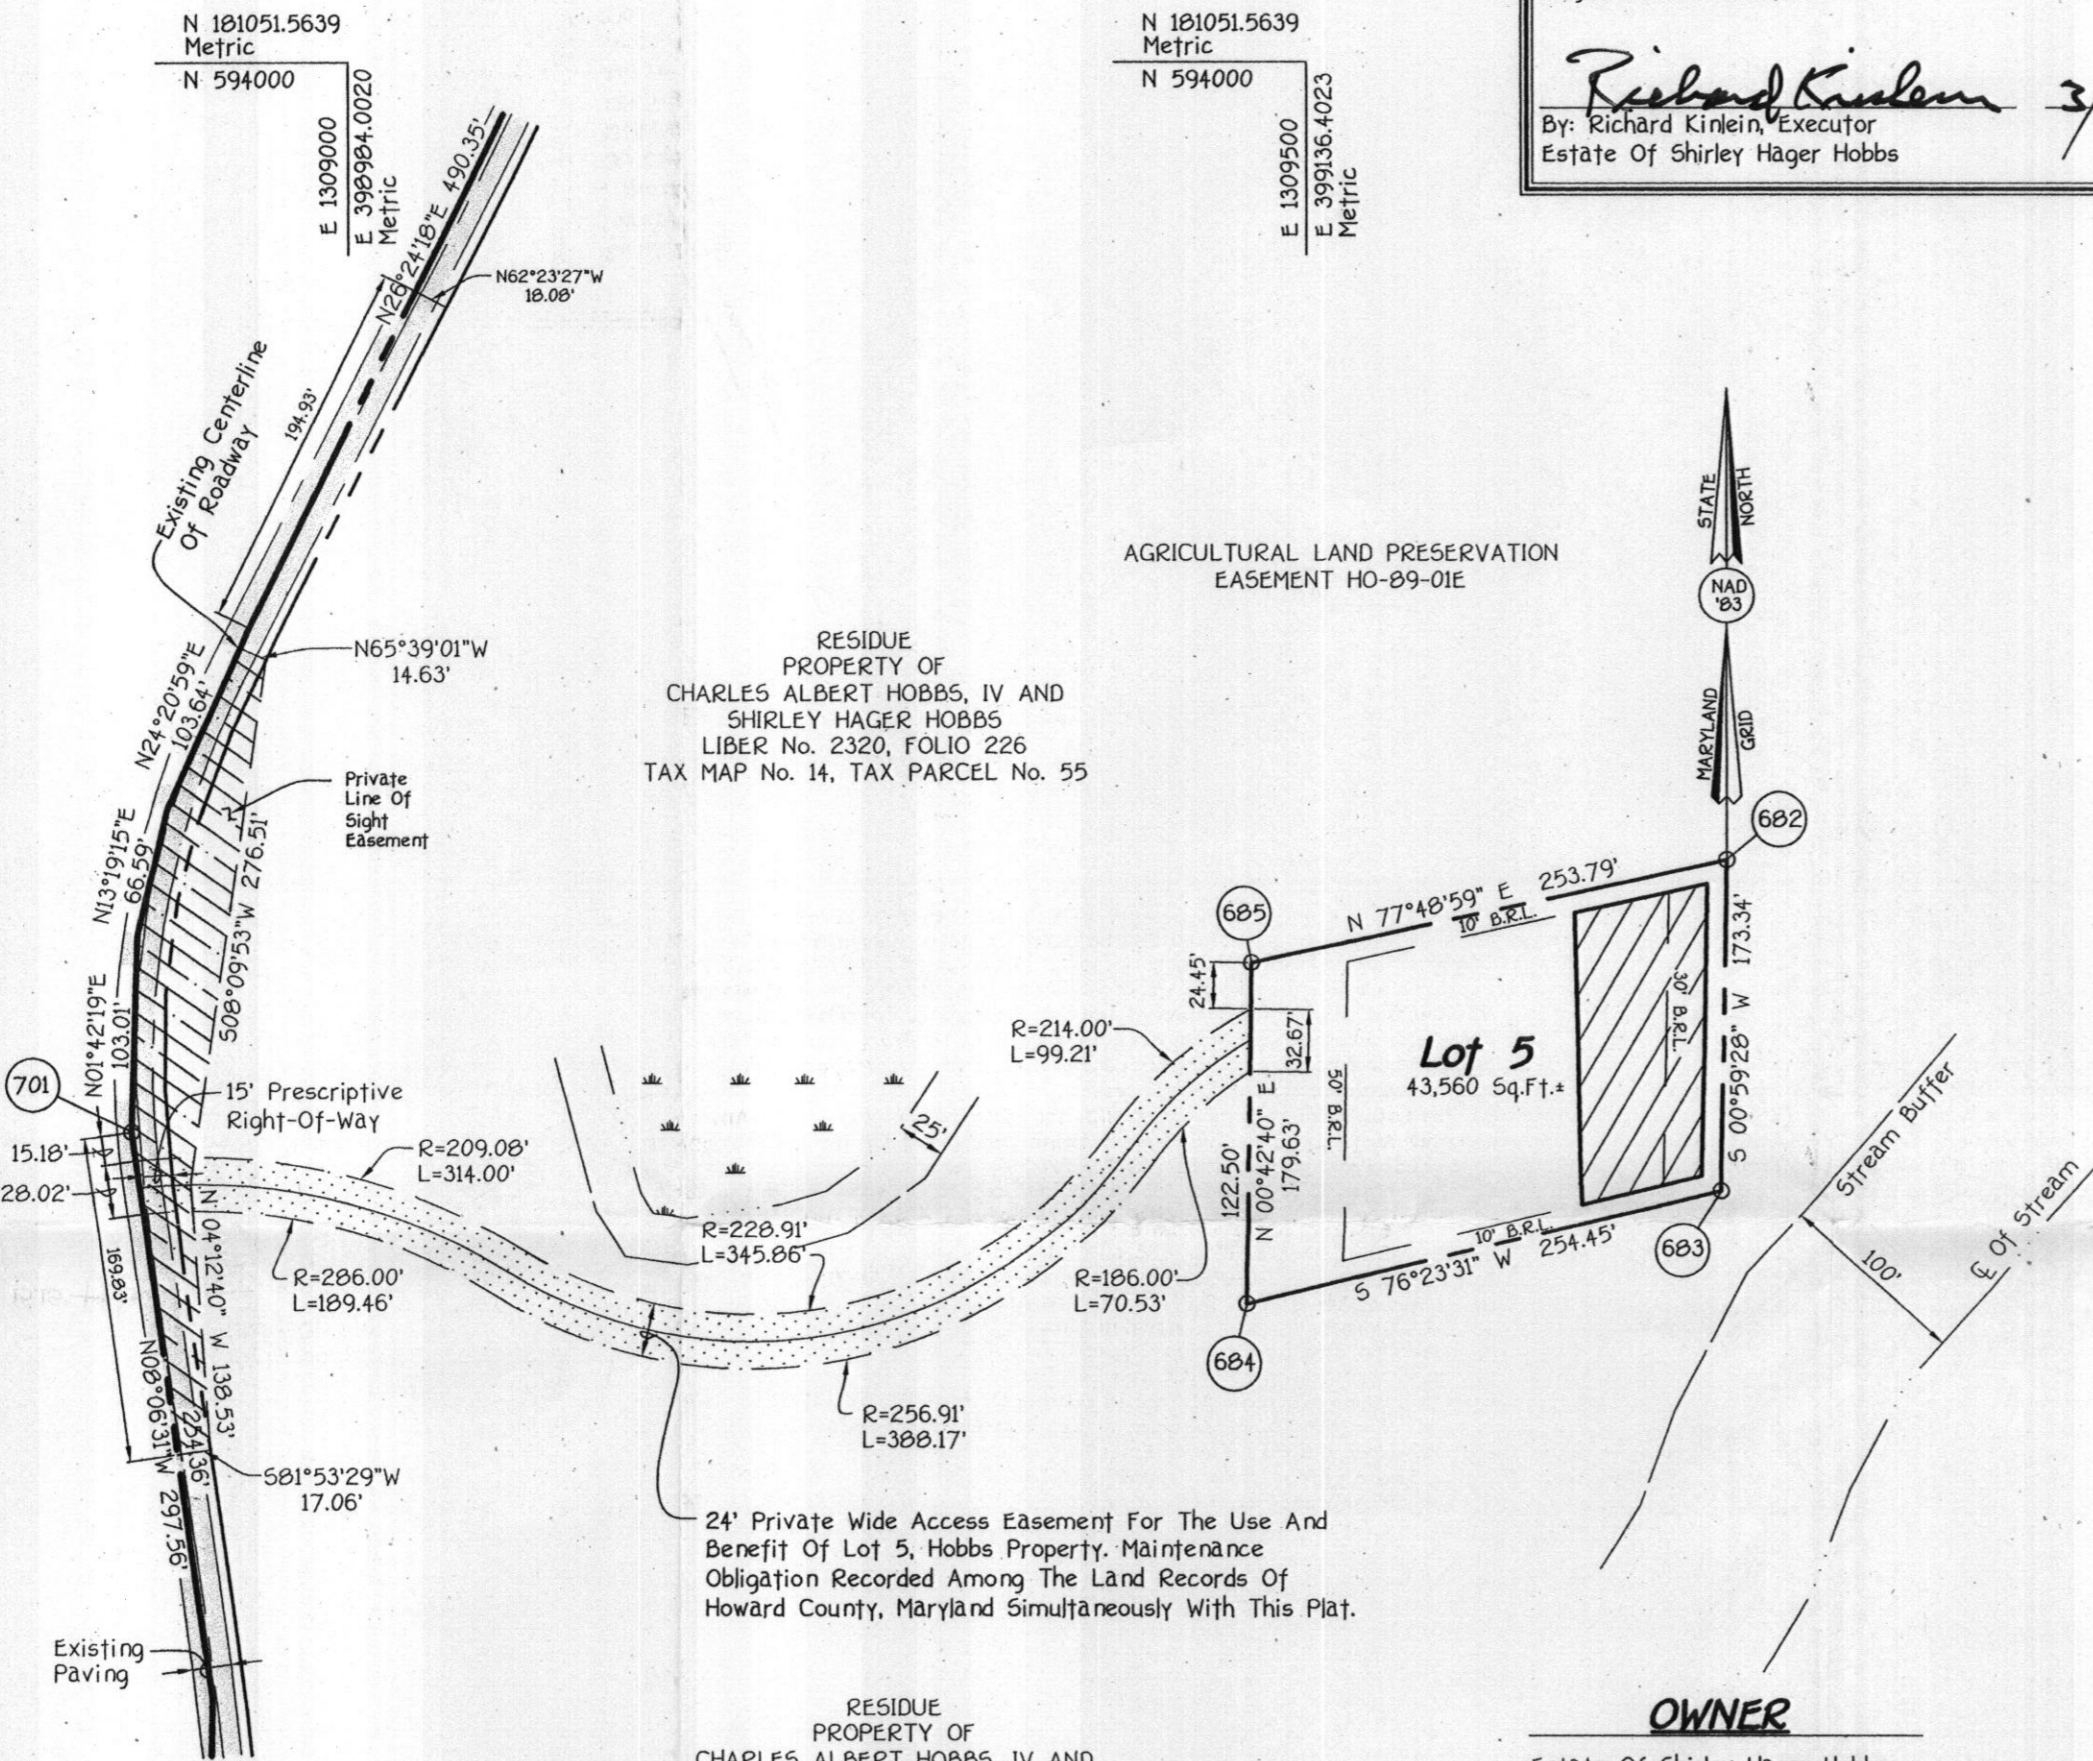 N 181051.5639
Metric
N 594000
E 1309000
E 398984.0020
Metric
N 181051.5639
Metric
N 594000
E 1309500
E 399136.4023
Metric
Richard Kinlein 3/
By: Richard Kinlein, Executor
Estate Of Shirley Hager Hobbs
N26°24'18"E 490.35'
N62°23'27"W
18.08'
194.93'
Existing Centerline
Of Roadway
N65°39'01"W
14.63'
N24°20'59"E
103.64'
Private
Line Of
Sight
Easement
N13°19'15"E
66.59'
S08°09'53"W 276.51'
N01°42'19"E
103.01'
701
15' Prescriptive
Right-Of-Way
15.18'
28.02'
169.83'
N 04°12'40" W 138.53'
N08°06'31"W 297.56'
254.36'
S81°53'29"W
17.06'
Existing
Paving
RESIDUE
PROPERTY OF
CHARLES ALBERT HOBBS, IV AND
SHIRLEY HAGER HOBBS
LIBER No. 2320, FOLIO 226
TAX MAP No. 14, TAX PARCEL No. 55
AGRICULTURAL LAND PRESERVATION
EASEMENT HO-89-01E
STATE
NORTH
NAD
'83
MARYLAND
GRID
682
685
N 77°48'59" E 253.79'
10' B.R.L.
24.45'
32.67'
R=214.00'
L=99.21'
Lot 5
43,560 Sq.Ft.±
30' B.R.L.
173.34'
S 00°59'28" W
50' B.R.L.
122.50'
N 00°42'40" E
179.63'
10' B.R.L.
S 76°23'31" W 254.45'
683
684
R=209.08'
L=314.00'
25'
R=228.91'
L=345.86'
R=286.00'
L=189.46'
R=186.00'
L=70.53'
R=256.91'
L=388.17'
Stream Buffer
100'
℄ Of Stream
24' Private Wide Access Easement For The Use And
Benefit Of Lot 5, Hobbs Property. Maintenance
Obligation Recorded Among The Land Records Of
Howard County, Maryland Simultaneously With This Plat.
RESIDUE
PROPERTY OF
CHARLES ALBERT HOBBS, IV AND
OWNER
Estate Of Shirley Hager Hobbs